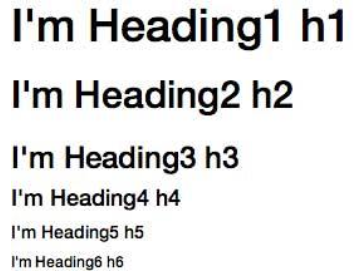 I'm Heading1 h1
I'm Heading2 h2
I'm Heading3 h3
I'm Heading4 h4
I'm Heading5 h5
I'm Heading6 h6